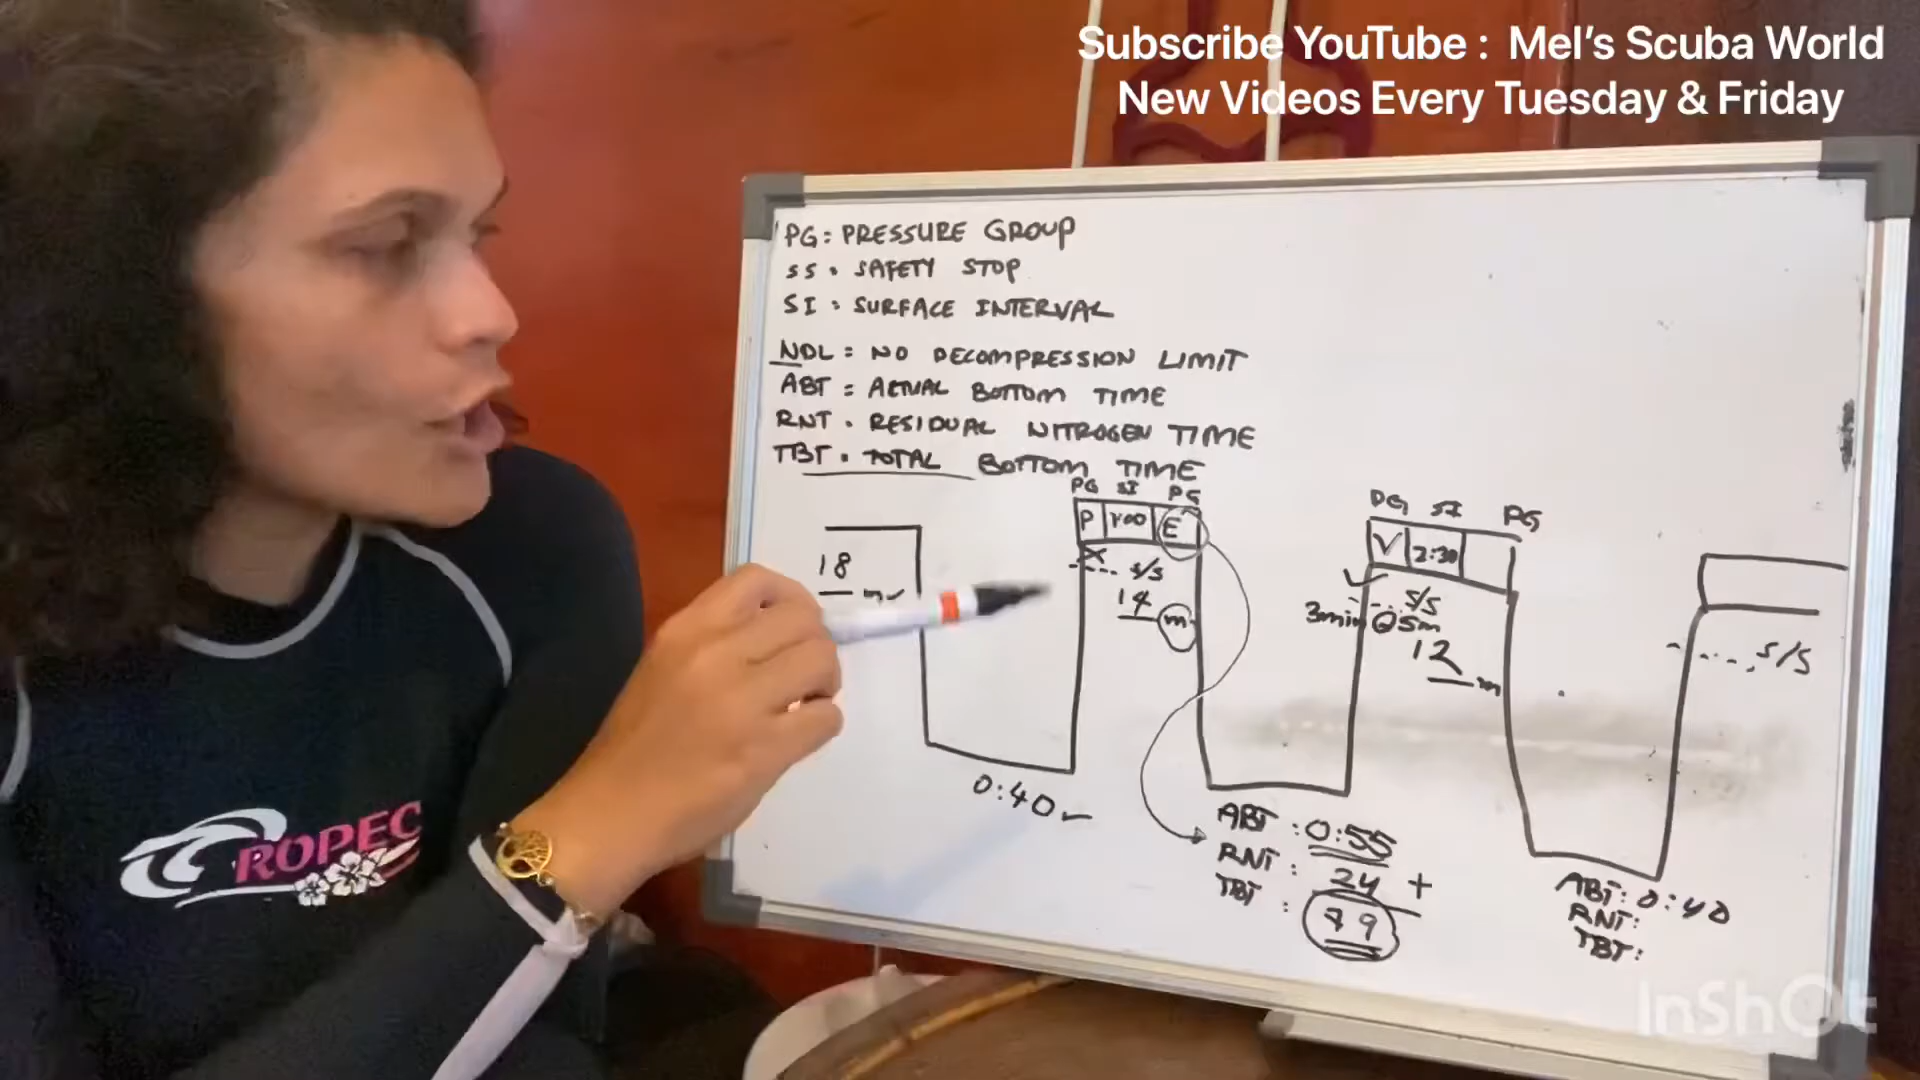 Subscribe YouTube : Mel's Scuba World
New Videos Every Tuesday & Friday
PG: PRESSURE GROUP
SS. SAFETY STOP
SI: SURFACE INTERVAL
NDL = NO DECOMPRESSION LIMIT
ABT = ACTUAL BOTTOM TIME
RNT. RESIDUAL NITROGEN TIME
TBT. TOTAL BOTTOM TIME
PG SI PG
P E
S/S
18 m
14 m
0:40
PG SI PG
V 2:30
S/S
3min @5m
12 m
ABT: 0:55
RNT: 24 +
TBT:
S/S
ABT: 0:40
RNT:
TBT:
ROPEC
InShOt